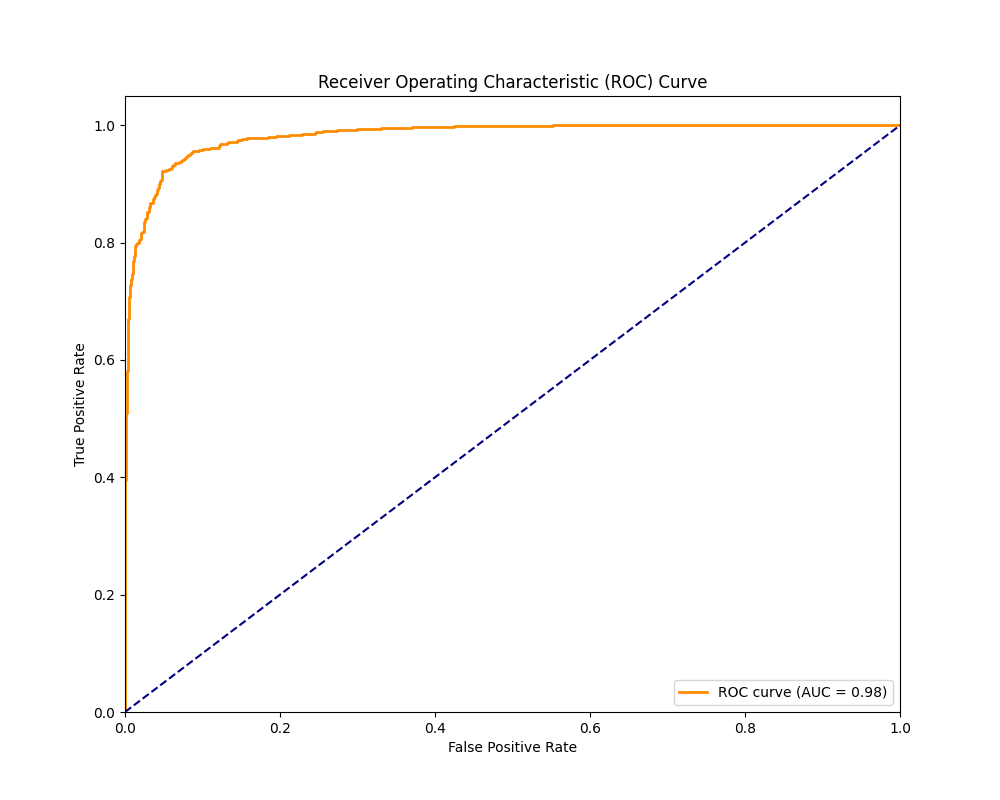 Receiver Operating Characteristic (ROC) Curve
1.0
0.8
0.6
0.4
0.2
0.0
True Positive Rate
ROC curve (AUC = 0.98)
0.0 0.2 0.4 0.6 0.8 1.0
False Positive Rate